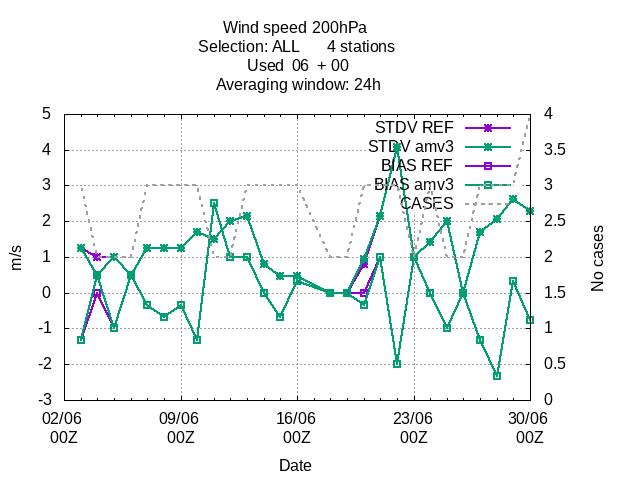 Wind speed 200hPa
Selection: ALL 4 stations
Used 06 + 00
Averaging window: 24h
5
4
3
2
1
0
-1
-2
-3
m/s
4
3.5
3
2.5
2
1.5
1
0.5
0
No cases
STDV REF
STDV amv3
BIAS REF
BIAS amv3
CASES
02/06 09/06 16/06 23/06 30/06
00Z 00Z 00Z 00Z 00Z
Date